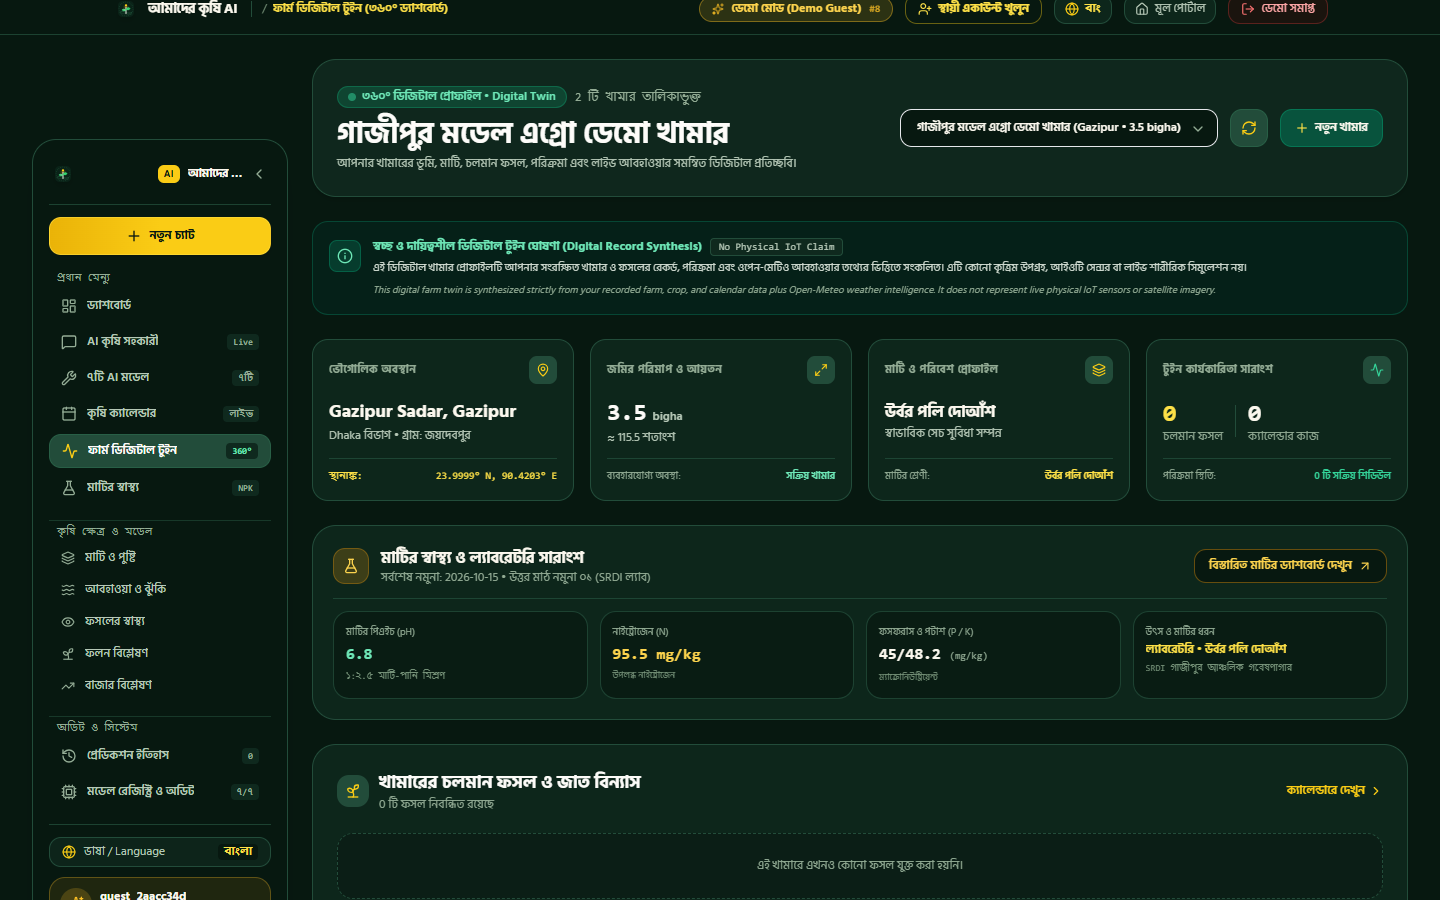 আমাদের কৃষি AI / ফার্ম ডিজিটাল টুইন (৩৬০° ড্যাশবোর্ড)
ডেমো মোড (Demo Guest) #8
স্থায়ী একাউন্ট খুলুন
বাং
মূল পোর্টাল
ডেমো সমাপ্ত
আমাদের ...
AI
নতুন চ্যাট
প্রধান মেন্যু
ড্যাশবোর্ড
AI কৃষি সহকারী Live
৭টি AI মডেল ৭টি
কৃষি ক্যালেন্ডার লাইভ
ফার্ম ডিজিটাল টুইন 360°
মাটির স্বাস্থ্য NPK
কৃষি ক্ষেত্র ও মডেল
মাটি ও পুষ্টি
আবহাওয়া ও ঝুঁকি
ফসলের স্বাস্থ্য
ফলন বিশ্লেষণ
বাজার বিশ্লেষণ
অডিট ও সিস্টেম
প্রেডিকশন ইতিহাস 0
মডেল রেজিস্ট্রি ও অডিট ৭/৭
ভাষা / Language বাংলা
guest_2aacc34d
৩৬০° ডিজিটাল প্রোফাইল • Digital Twin
2 টি খামার তালিকাভুক্ত
গাজীপুর মডেল এগ্রো ডেমো খামার
আপনার খামারের ভূমি, মাটি, চলমান ফসল, পরিক্রমা এবং লাইভ আবহাওয়ার সমন্বিত ডিজিটাল প্রতিচ্ছবি।
গাজীপুর মডেল এগ্রো ডেমো খামার (Gazipur • 3.5 bigha)
নতুন খামার
স্বচ্ছ ও দায়িত্বশীল ডিজিটাল টুইন ঘোষণা (Digital Record Synthesis) No Physical IoT Claim
এই ডিজিটাল খামার প্রোফাইলটি আপনার সংরক্ষিত খামার ও ফসলের রেকর্ড, পরিক্রমা এবং ওপেন-মেটিও আবহাওয়ার তথ্যের ভিত্তিতে সংকলিত। এটি কোনো কৃত্রিম উপগ্রহ, আইওটি সেন্সর বা লাইভ শারীরিক সিমুলেশন নয়।
This digital farm twin is synthesized strictly from your recorded farm, crop, and calendar data plus Open-Meteo weather intelligence. It does not represent live physical IoT sensors or satellite imagery.
ভৌগোলিক অবস্থান
Gazipur Sadar, Gazipur
Dhaka বিভাগ • গ্রাম: জয়দেবপুর
স্থানাঙ্ক: 23.9999° N, 90.4203° E
জমির পরিমাপ ও আয়তন
3.5 bigha
≈ 115.5 শতাংশ
ব্যবহারযোগ্য অবস্থা: সক্রিয় খামার
মাটি ও পরিবেশ প্রোফাইল
উর্বর পলি দোআঁশ
স্বাভাবিক সেচ সুবিধা সম্পন্ন
মাটির শ্রেণী: উর্বর পলি দোআঁশ
টুইন কার্যকারিতা সারাংশ
0 0
চলমান ফসল ক্যালেন্ডার কাজ
পরিক্রমা স্থিতি: 0 টি সক্রিয় শিডিউল
মাটির স্বাস্থ্য ও ল্যাবরেটরি সারাংশ
সর্বশেষ নমুনা: 2026-10-15 • উত্তর মাঠ নমুনা ০১ (SRDI ল্যাব)
বিস্তারিত মাটির ড্যাশবোর্ড দেখুন
মাটির পিএইচ (pH)
6.8
১:২.৫ মাটি-পানি মিশ্রণ
নাইট্রোজেন (N)
95.5 mg/kg
উপলব্ধ নাইট্রোজেন
ফসফরাস ও পটাশ (P / K)
45/48.2 (mg/kg)
ম্যাক্রোনিউট্রিয়েন্ট
উৎস ও মাটির ধরন
ল্যাবরেটরি • উর্বর পলি দোআঁশ
SRDI গাজীপুর আঞ্চলিক গবেষণাগার
খামারের চলমান ফসল ও জাত বিন্যাস
0 টি ফসল নিবন্ধিত রয়েছে
ক্যালেন্ডারে দেখুন
এই খামারে এখনও কোনো ফসল যুক্ত করা হয়নি।